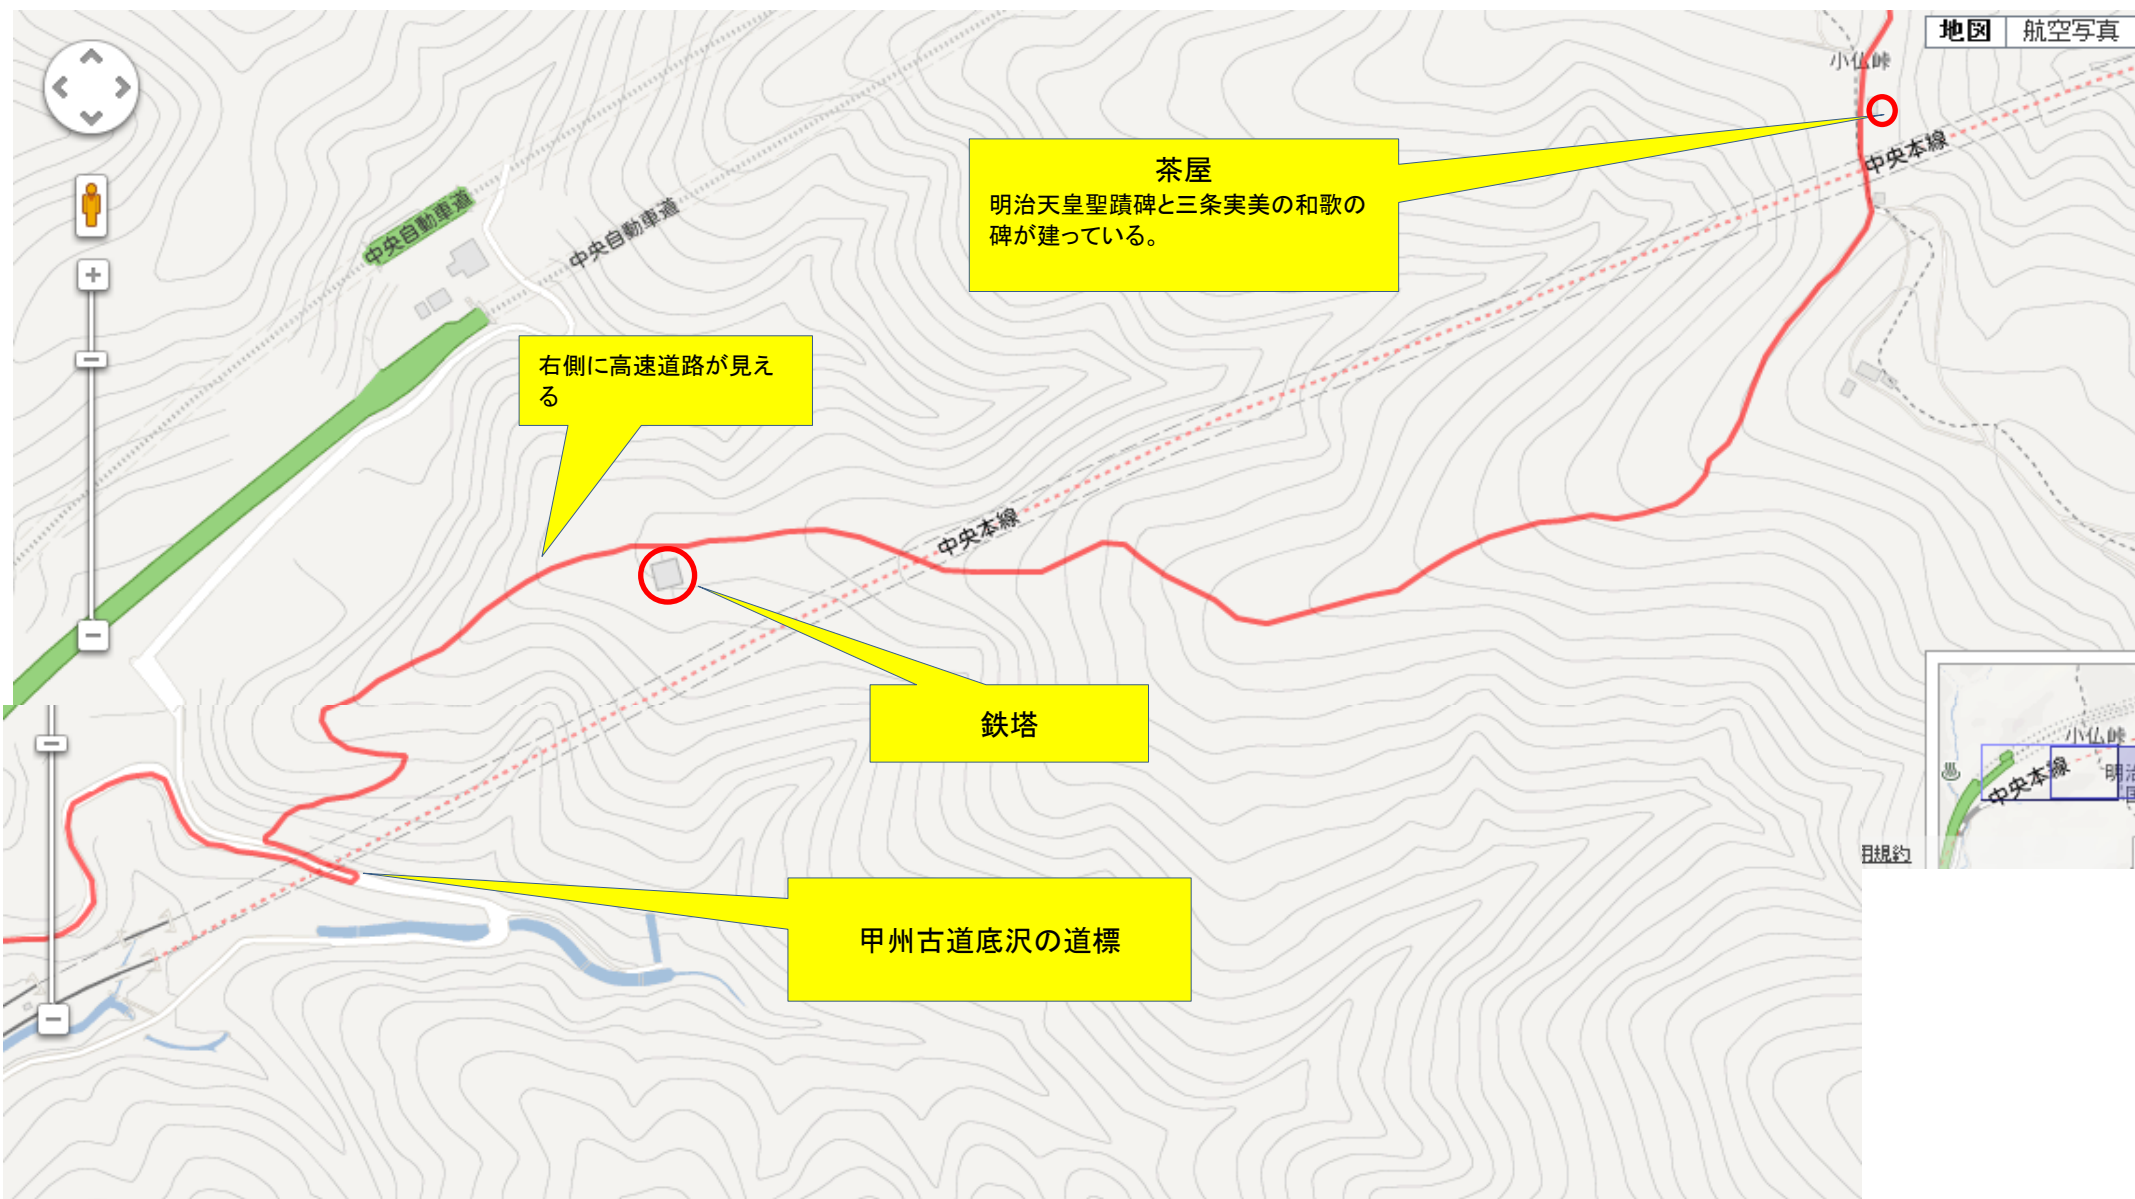 地図
航空写真
小仏峠
中央本線
茶屋
明治天皇聖蹟碑と三条実美の和歌の
碑が建っている。
中央自動車道
中央自動車道
右側に高速道路が見え
る
中央本線
鉄塔
小仏峠
中央本線
明治
用規約
甲州古道底沢の道標